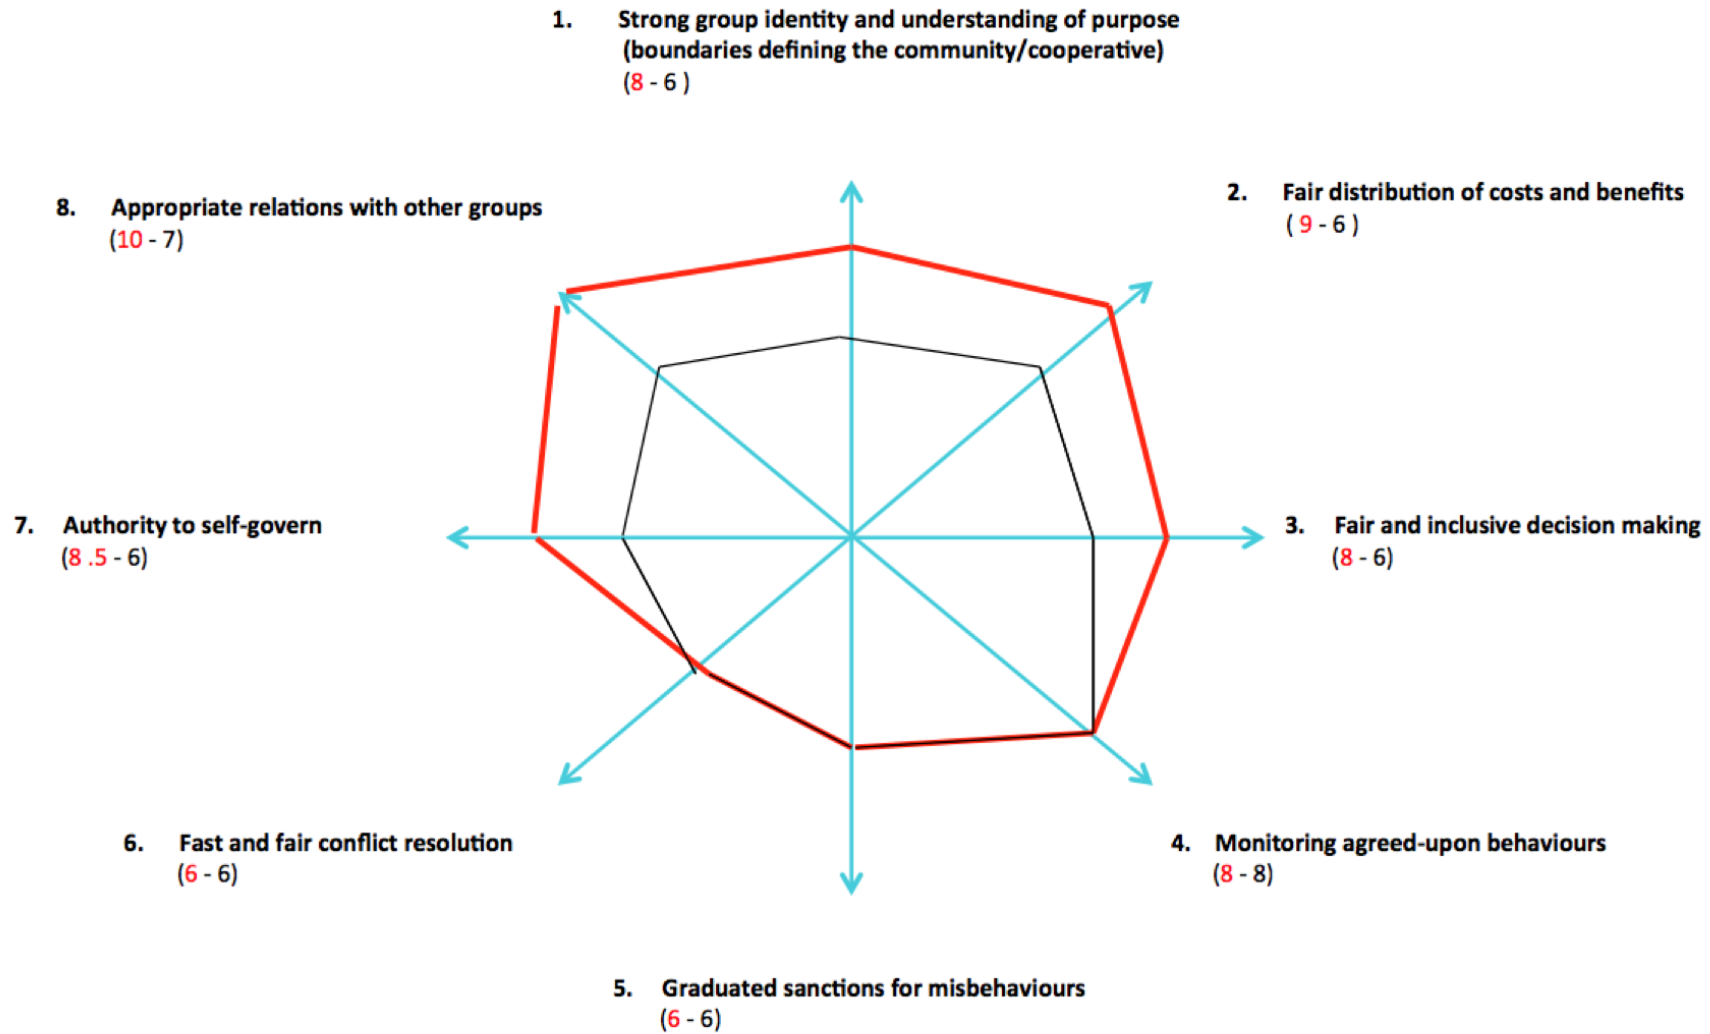 1. Strong group identity and understanding of purpose
(boundaries defining the community/cooperative)
(8 - 6 )
2. Fair distribution of costs and benefits
( 9 - 6 )
3. Fair and inclusive decision making
(8 - 6)
4. Monitoring agreed-upon behaviours
(8 - 8)
5. Graduated sanctions for misbehaviours
(6 - 6)
6. Fast and fair conflict resolution
(6 - 6)
7. Authority to self-govern
(8 .5 - 6)
8. Appropriate relations with other groups
(10 - 7)